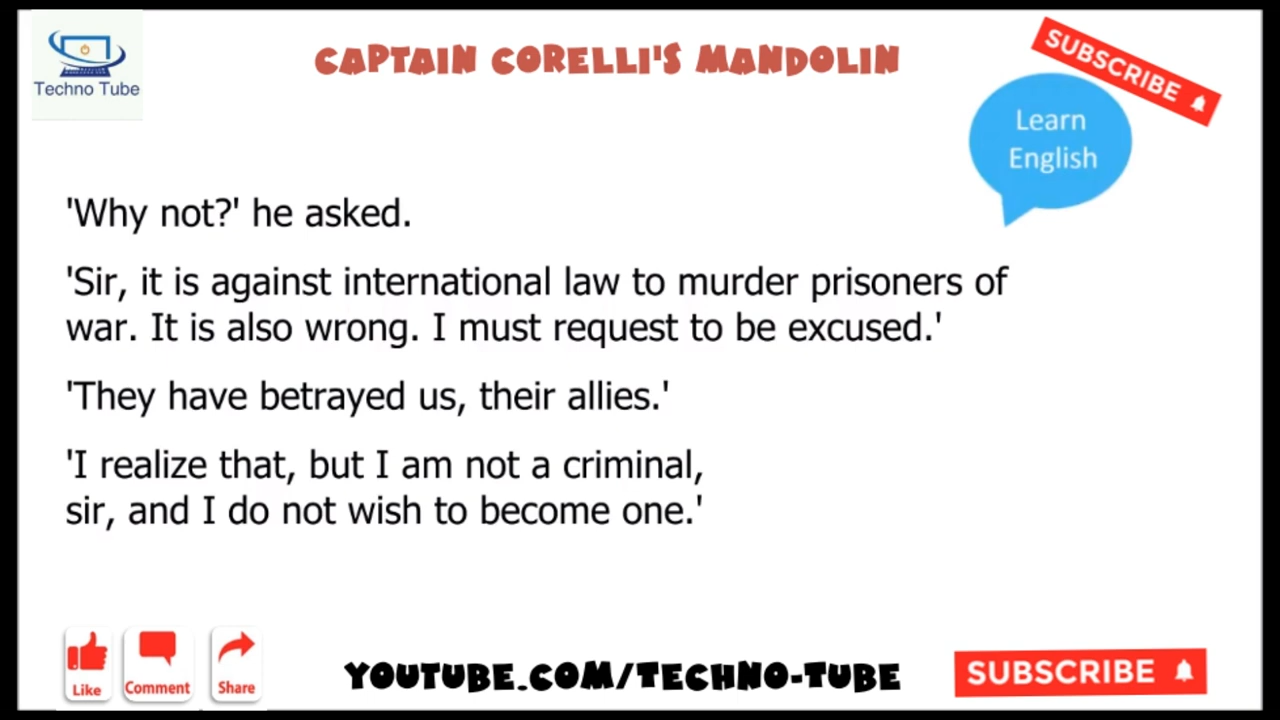 Techno Tube
CAPTAIN CORELLI'S MANDOLIN
SUBSCRIBE
Learn
English
'Why not?' he asked.
'Sir, it is against international law to murder prisoners of
war. It is also wrong. I must request to be excused.'
'They have betrayed us, their allies.'
'I realize that, but I am not a criminal,
sir, and I do not wish to become one.'
Like
Comment
Share
YOUTUBE.COM/TECHNO-TUBE
SUBSCRIBE